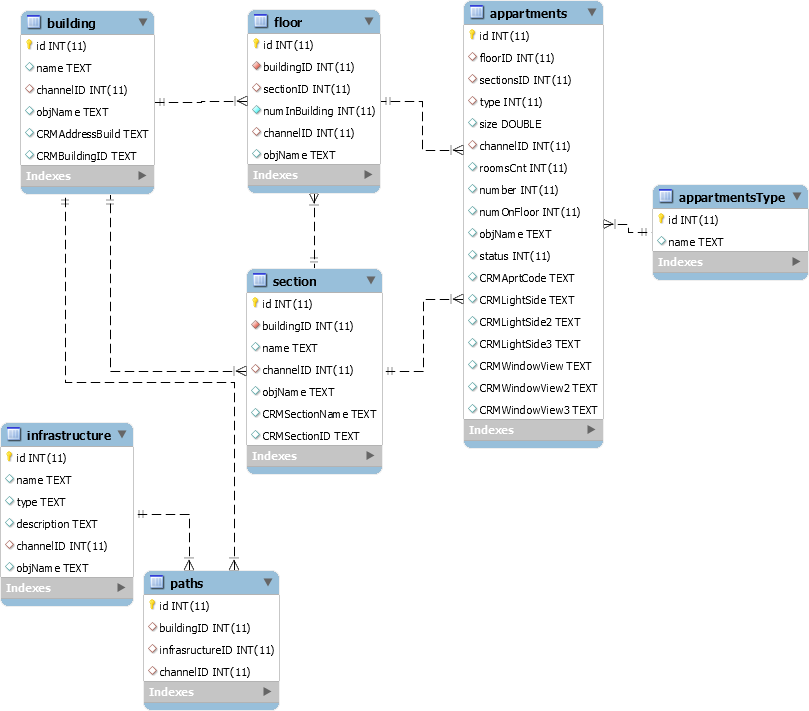 building
id INT(11)
name TEXT
channelID INT(11)
objName TEXT
CRMAddressBuild TEXT
CRMBuildingID TEXT
Indexes
floor
id INT(11)
buildingID INT(11)
sectionID INT(11)
numInBuilding INT(11)
channelID INT(11)
objName TEXT
Indexes
appartments
id INT(11)
floorID INT(11)
sectionsID INT(11)
type INT(11)
size DOUBLE
channelID INT(11)
roomsCnt INT(11)
number INT(11)
numOnFloor INT(11)
objName TEXT
status INT(11)
CRMAprtCode TEXT
CRMLightSide TEXT
CRMLightSide2 TEXT
CRMLightSide3 TEXT
CRMWindowView TEXT
CRMWindowView2 TEXT
CRMWindowView3 TEXT
Indexes
appartmentsType
id INT(11)
name TEXT
Indexes
section
id INT(11)
buildingID INT(11)
name TEXT
channelID INT(11)
objName TEXT
CRMSectionName TEXT
CRMSectionID TEXT
Indexes
infrastructure
id INT(11)
name TEXT
type TEXT
description TEXT
channelID INT(11)
objName TEXT
Indexes
paths
id INT(11)
buildingID INT(11)
infrasructureID INT(11)
channelID INT(11)
Indexes